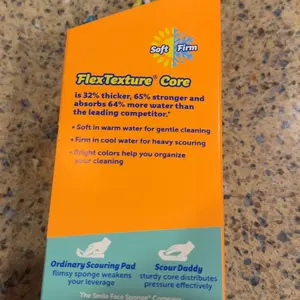 Soft Firm
FlexTexture® Core
is 32% thicker, 65% stronger and
absorbs 64% more water than
the leading competitor.*
• Soft in warm water for gentle cleaning
• Firm in cool water for heavy scouring
• Bright colors help you organize
your cleaning
Ordinary Scouring Pad
flimsy sponge weakens
your leverage
ScourDaddy
sturdy core distributes
pressure effectively
The Smile Face Sponge® Company